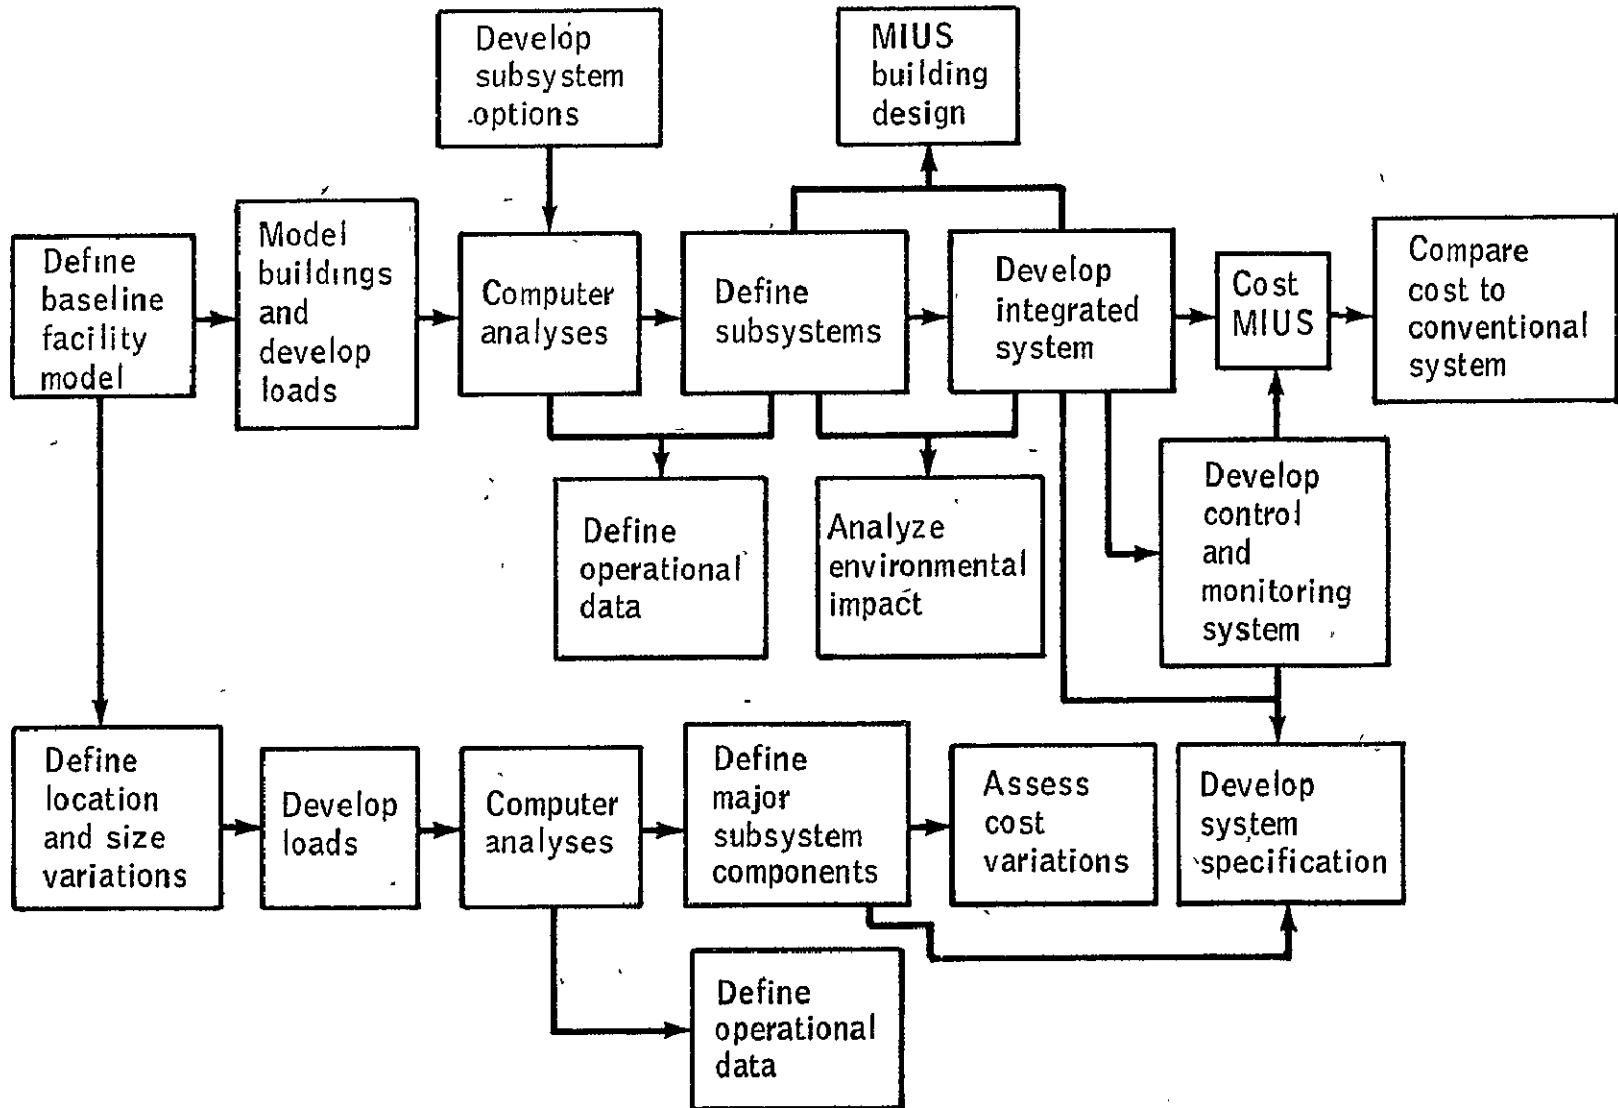 Develop
subsystem
options
MIUS
building
design
Define
baseline
facility
model
Model
buildings
and
develop
loads
Computer
analyses
Define
subsystems
Develop
integrated
system
Cost
MIUS
Compare
cost to
conventional
system
Define
operational
data
Analyze
environmental
impact
Develop
control
and
monitoring
system
Define
location
and size
variations
Develop
loads
Computer
analyses
Define
major
subsystem
components
Assess
cost
variations
Develop
system
specification
Define
operational
data